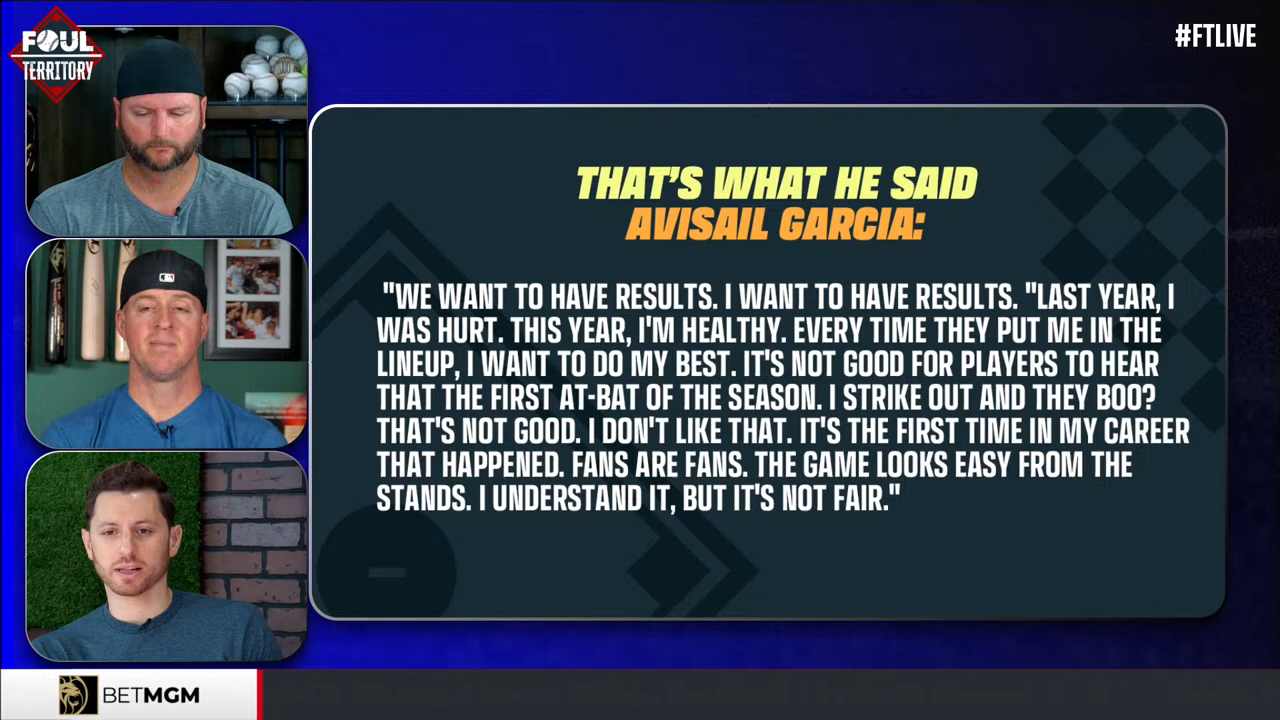 FOUL
TERRITORY
#FTLIVE
THAT'S WHAT HE SAID
AVISAIL GARCIA:
"WE WANT TO HAVE RESULTS. I WANT TO HAVE RESULTS. "LAST YEAR, I
WAS HURT. THIS YEAR, I'M HEALTHY. EVERY TIME THEY PUT ME IN THE
LINEUP, I WANT TO DO MY BEST. IT'S NOT GOOD FOR PLAYERS TO HEAR
THAT THE FIRST AT-BAT OF THE SEASON. I STRIKE OUT AND THEY BOO?
THAT'S NOT GOOD. I DON'T LIKE THAT. IT'S THE FIRST TIME IN MY CAREER
THAT HAPPENED. FANS ARE FANS. THE GAME LOOKS EASY FROM THE
STANDS. I UNDERSTAND IT, BUT IT'S NOT FAIR."
BETMGM